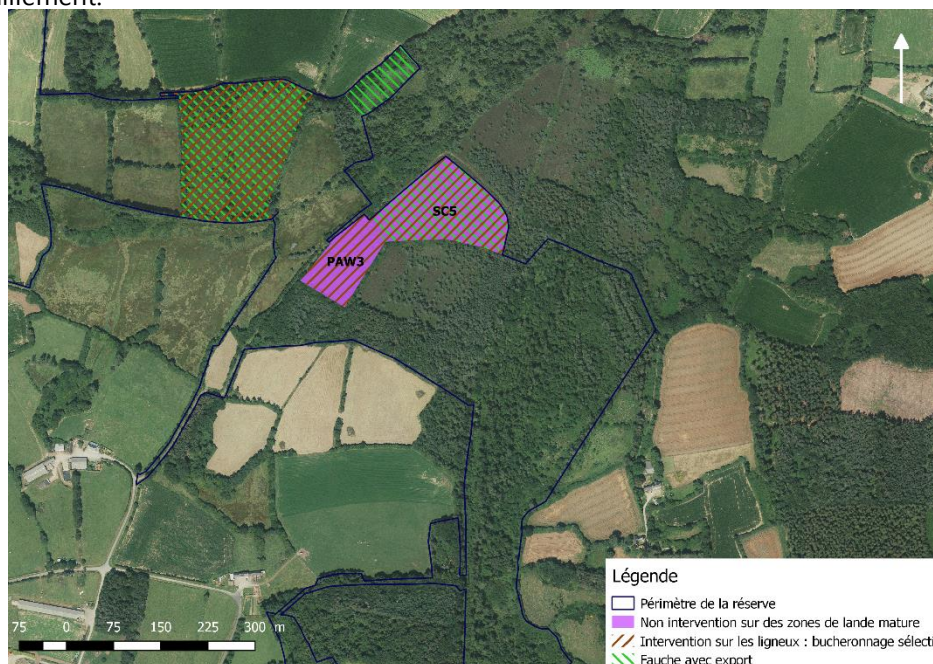 SC5
PAW3
Légende
Périmètre de la réserve
Non intervention sur des zones de lande mature
Intervention sur les ligneux : bucheronnage
Fauche avec export
75 0 75 150 225 300 m